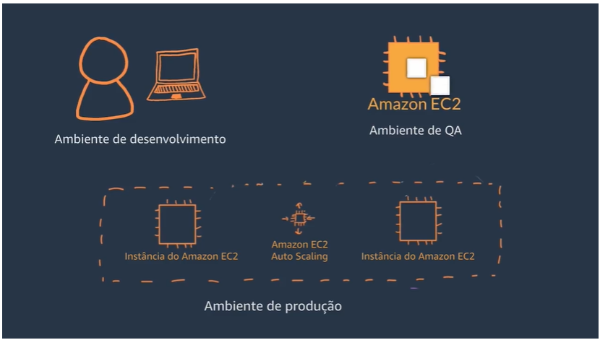 Amazon EC2
Ambiente de desenvolvimento
Ambiente de QA
Instância do Amazon EC2
Amazon EC2
Auto Scaling
Instância do Amazon EC2
Ambiente de produção